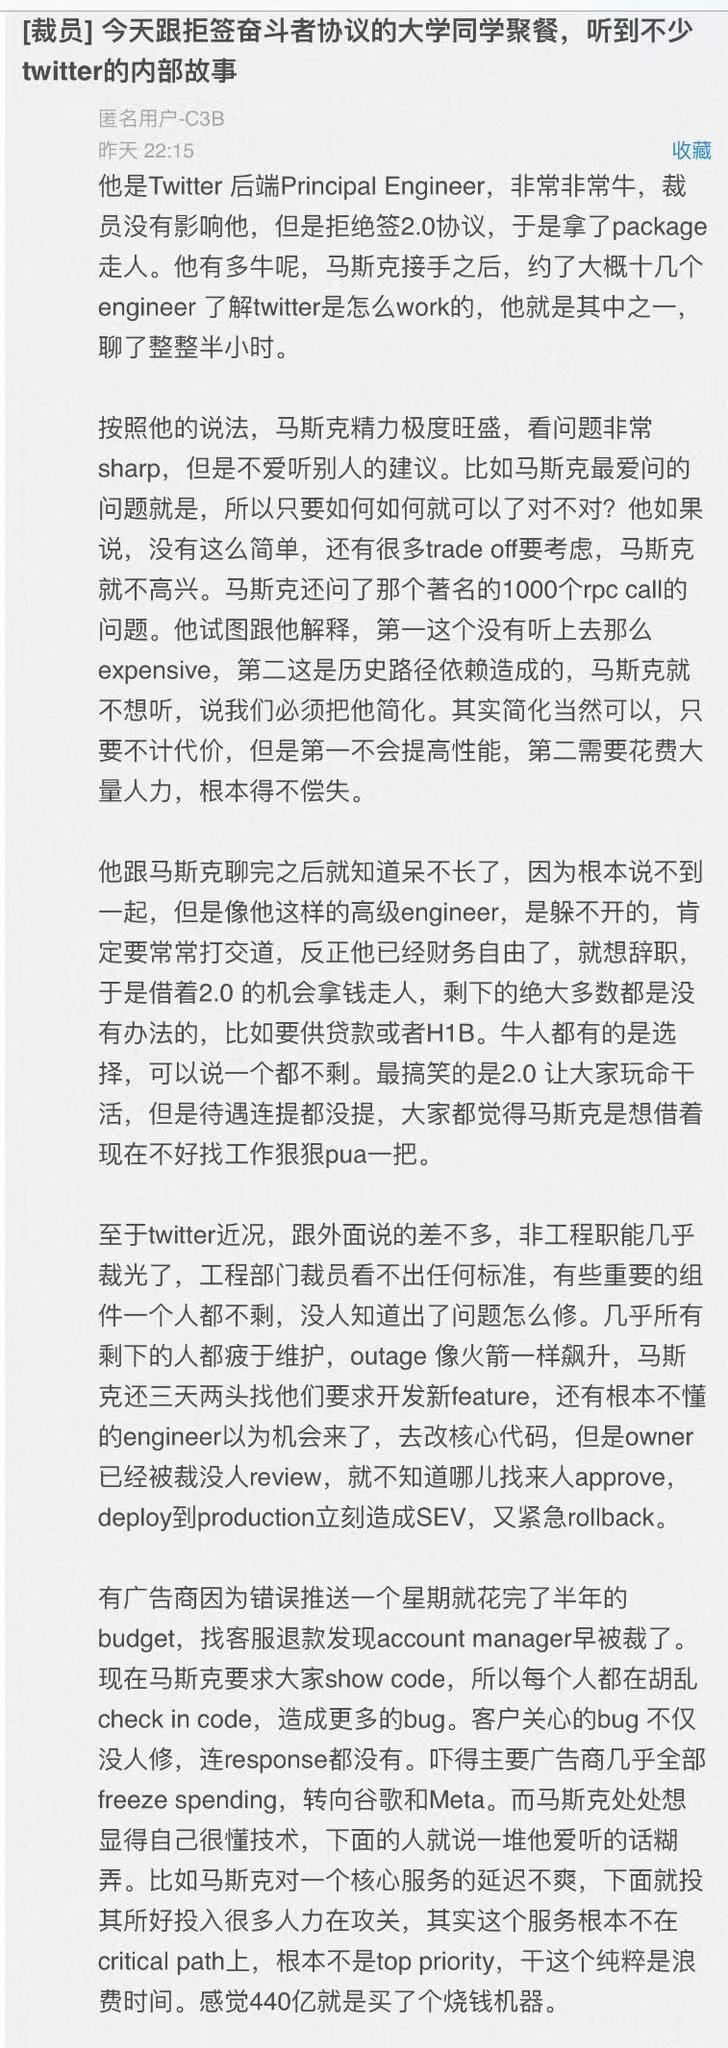 [裁员] 今天跟拒签奋斗者协议的大学同学聚餐，听到不少
twitter的内部故事
匿名用户-C3B
昨天 22:15
收藏
他是Twitter 后端Principal Engineer，非常非常牛，裁
员没有影响他，但是拒绝签2.0协议，于是拿了package
走人。他有多牛呢，马斯克接手之后，约了大概十几个
engineer 了解twitter是怎么work的，他就是其中之一，
聊了整整半小时。
按照他的说法，马斯克精力极度旺盛，看问题非常
sharp，但是不爱听别人的建议。比如马斯克最爱问的
问题就是，所以只要如何如何就可以了对不对？他如果
说，没有这么简单，还有很多trade off要考虑，马斯克
就不高兴。马斯克还问了那个著名的1000个rpc call的
问题。他试图跟他解释，第一这个没有听上去那么
expensive，第二这是历史路径依赖造成的，马斯克就
不想听，说我们必须把他简化。其实简化当然可以，只
要不计代价，但是第一不会提高性能，第二需要花费大
量人力，根本得不偿失。
他跟马斯克聊完之后就知道呆不长了，因为根本说不到
一起，但是像他这样的高级engineer，是躲不开的，肯
定要常常打交道，反正他已经财务自由了，就想辞职，
于是借着2.0 的机会拿钱走人，剩下的绝大多数都是没
有办法的，比如要供贷款或者H1B。牛人都有的是选
择，可以说一个都不剩。最搞笑的是2.0 让大家玩命干
活，但是待遇连提都没提，大家都觉得马斯克是想借着
现在不好找工作狠狠pua一把。
至于twitter近况，跟外面说的差不多，非工程职能几乎
裁光了，工程部门裁员看不出任何标准，有些重要的组
件一个人都不剩，没人知道出了问题怎么修。几乎所有
剩下的人都疲于维护，outage 像火箭一样飙升，马斯
克还三天两头找他们要求开发新feature，还有根本不懂
的engineer以为机会来了，去改核心代码，但是owner
已经被裁没人review，就不知道哪儿找来人approve，
deploy到production立刻造成SEV，又紧急rollback。
有广告商因为错误推送一个星期就花完了半年的
budget，找客服退款发现account manager早被裁了。
现在马斯克要求大家show code，所以每个人都在胡乱
check in code，造成更多的bug。客户关心的bug 不仅
没人修，连response都没有。吓得主要广告商几乎全部
freeze spending，转向谷歌和Meta。而马斯克处处想
显得自己很懂技术，下面的人就说一堆他爱听的话糊
弄。比如马斯克对一个核心服务的延迟不爽，下面就投
其所好投入很多人力在攻关，其实这个服务根本不在
critical path上，根本不是top priority，干这个纯粹是浪
费时间。感觉440亿就是买了个烧钱机器。